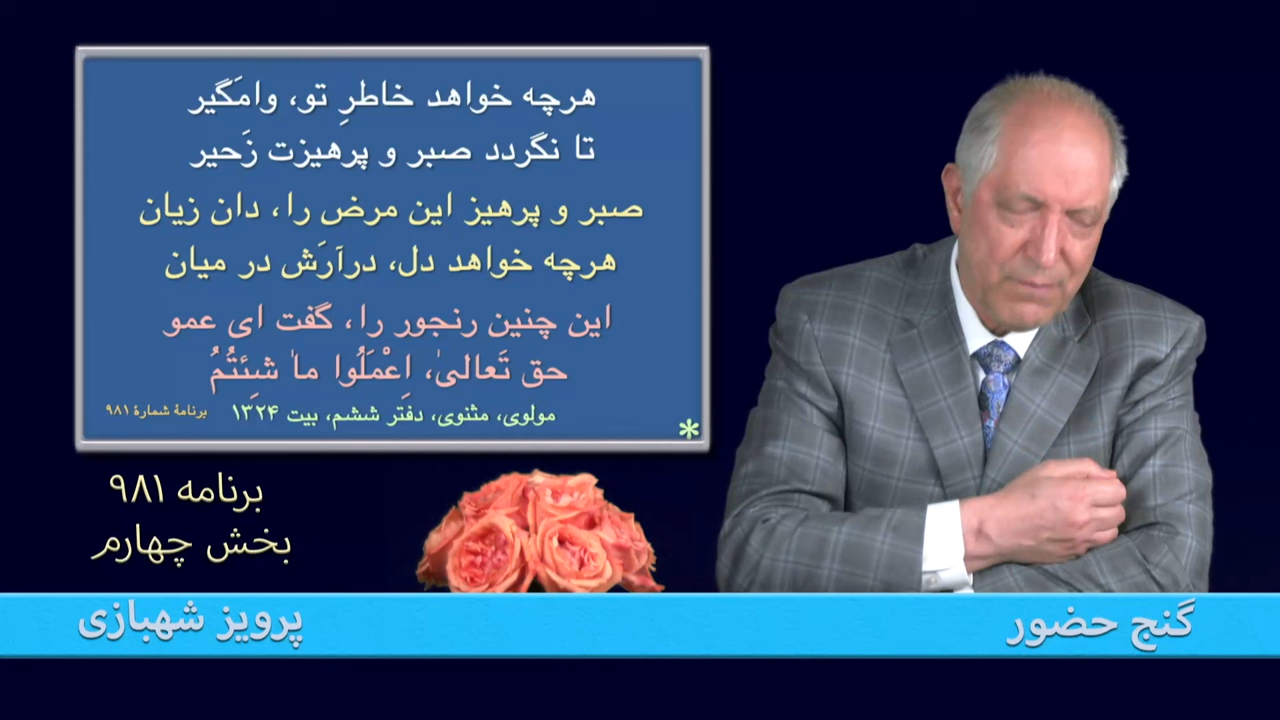 هرچه خواهد خاطرِ تو، وامَگیر
تا نگردد صبر و پرهیزت زَحیر
صبر و پرهیز این مرض را، دان زیان
هرچه خواهد دل، درآرَش در میان
این چنین رنجور را، گفت ای عمو
حق تَعالیٰ، اِعْمَلُوا ماٰ شِئتُمُ
مولوی، مثنوی، دفتر ششم، بیت ۱۳۲۴
برنامهٔ شمارهٔ ۹۸۱
*
برنامه ۹۸۱
بخش چهارم
گنج حضور
پرویز شهبازی